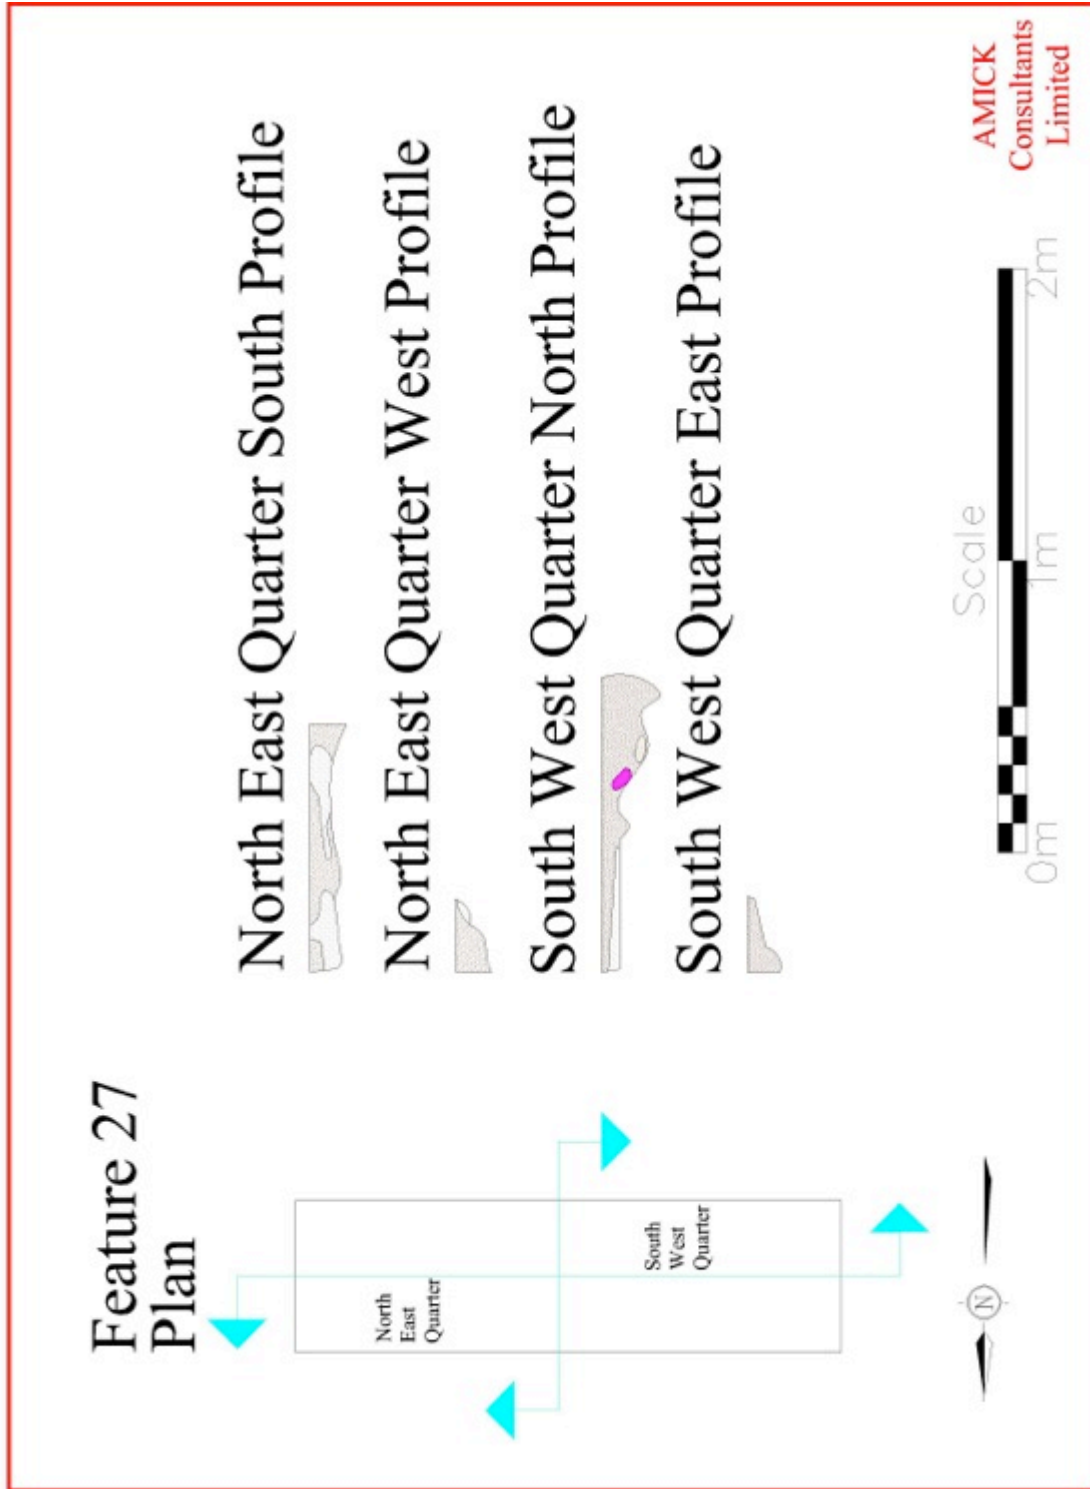 Feature 27
Plan
North
East
Quarter
South
West
Quarter
N
North East Quarter South Profile
North East Quarter West Profile
South West Quarter North Profile
South West Quarter East Profile
Scale
0m
1m
2m
AMICK
Consultants
Limited